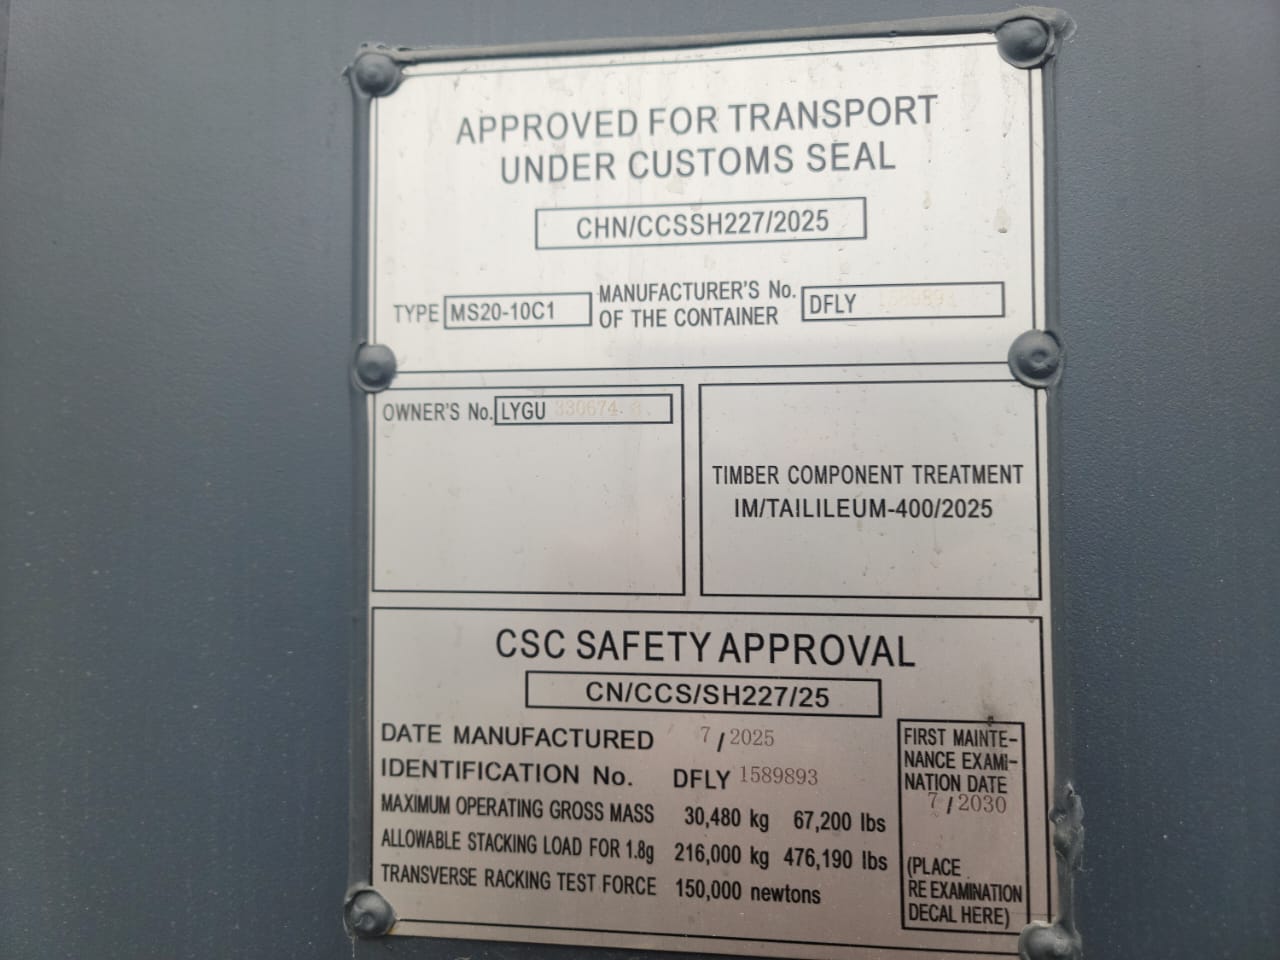 APPROVED FOR TRANSPORT
UNDER CUSTOMS SEAL
CHN/CCSSH227/2025
TYPE MS20-10C1 MANUFACTURER'S No. OF THE CONTAINER DFLY 1589893
OWNER'S No. LYGU 330674
TIMBER COMPONENT TREATMENT
IM/TAILILEUM-400/2025
CSC SAFETY APPROVAL
CN/CCS/SH227/25
DATE MANUFACTURED 7 / 2025
IDENTIFICATION No. DFLY 1589893
MAXIMUM OPERATING GROSS MASS 30,480 kg 67,200 lbs
ALLOWABLE STACKING LOAD FOR 1.8g 216,000 kg 476,190 lbs
TRANSVERSE RACKING TEST FORCE 150,000 newtons
FIRST MAINTE-
NANCE EXAMI-
NATION DATE
7 / 2030
(PLACE
RE EXAMINATION
DECAL HERE)